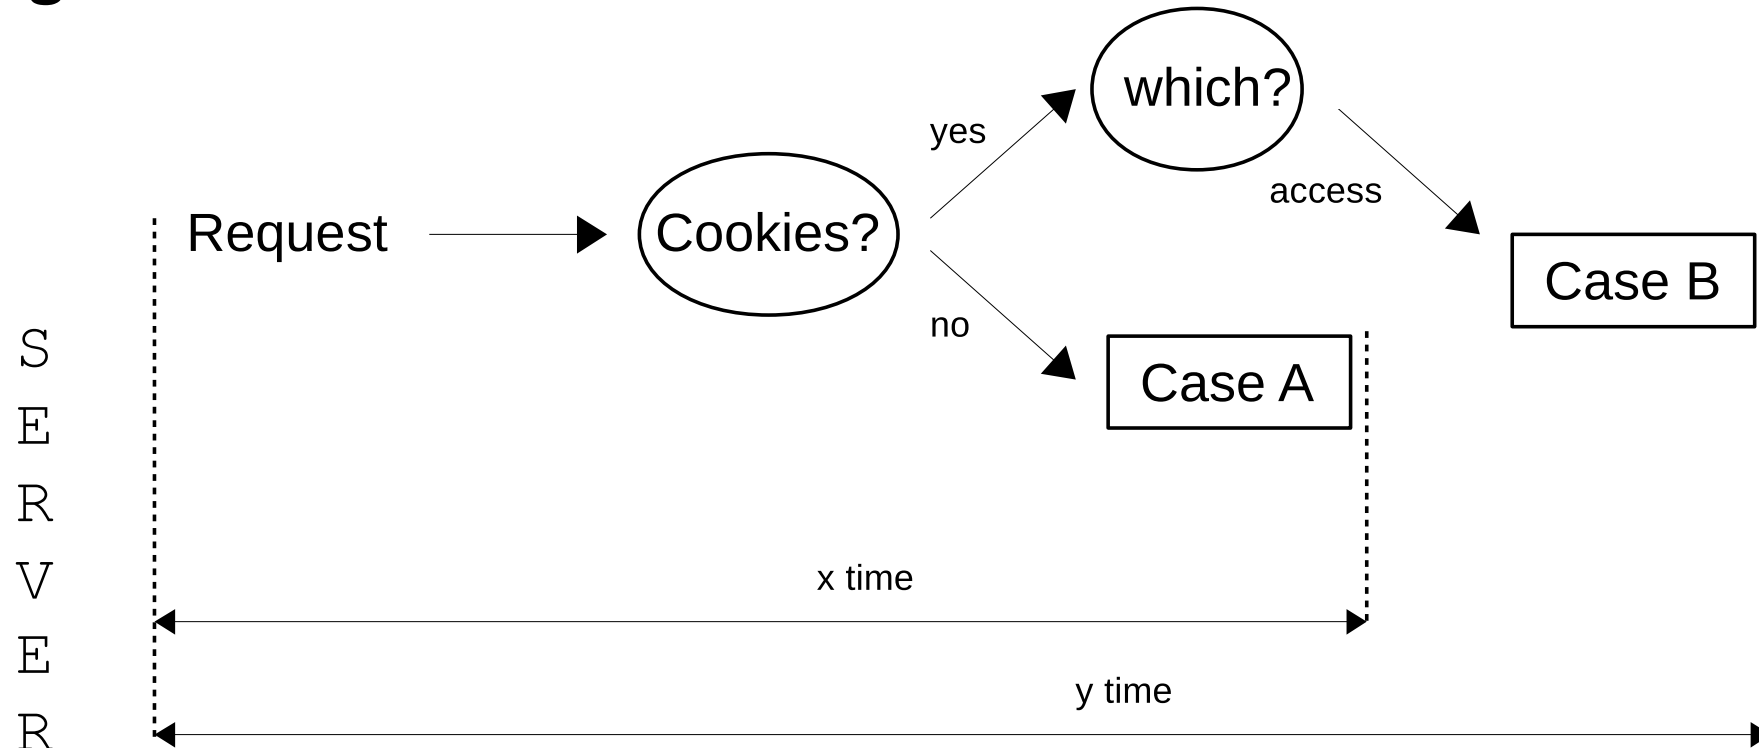 which?
yes
access
Request
Cookies?
Case B
no
Case A
S
E
R
V
E
R
x time
y time